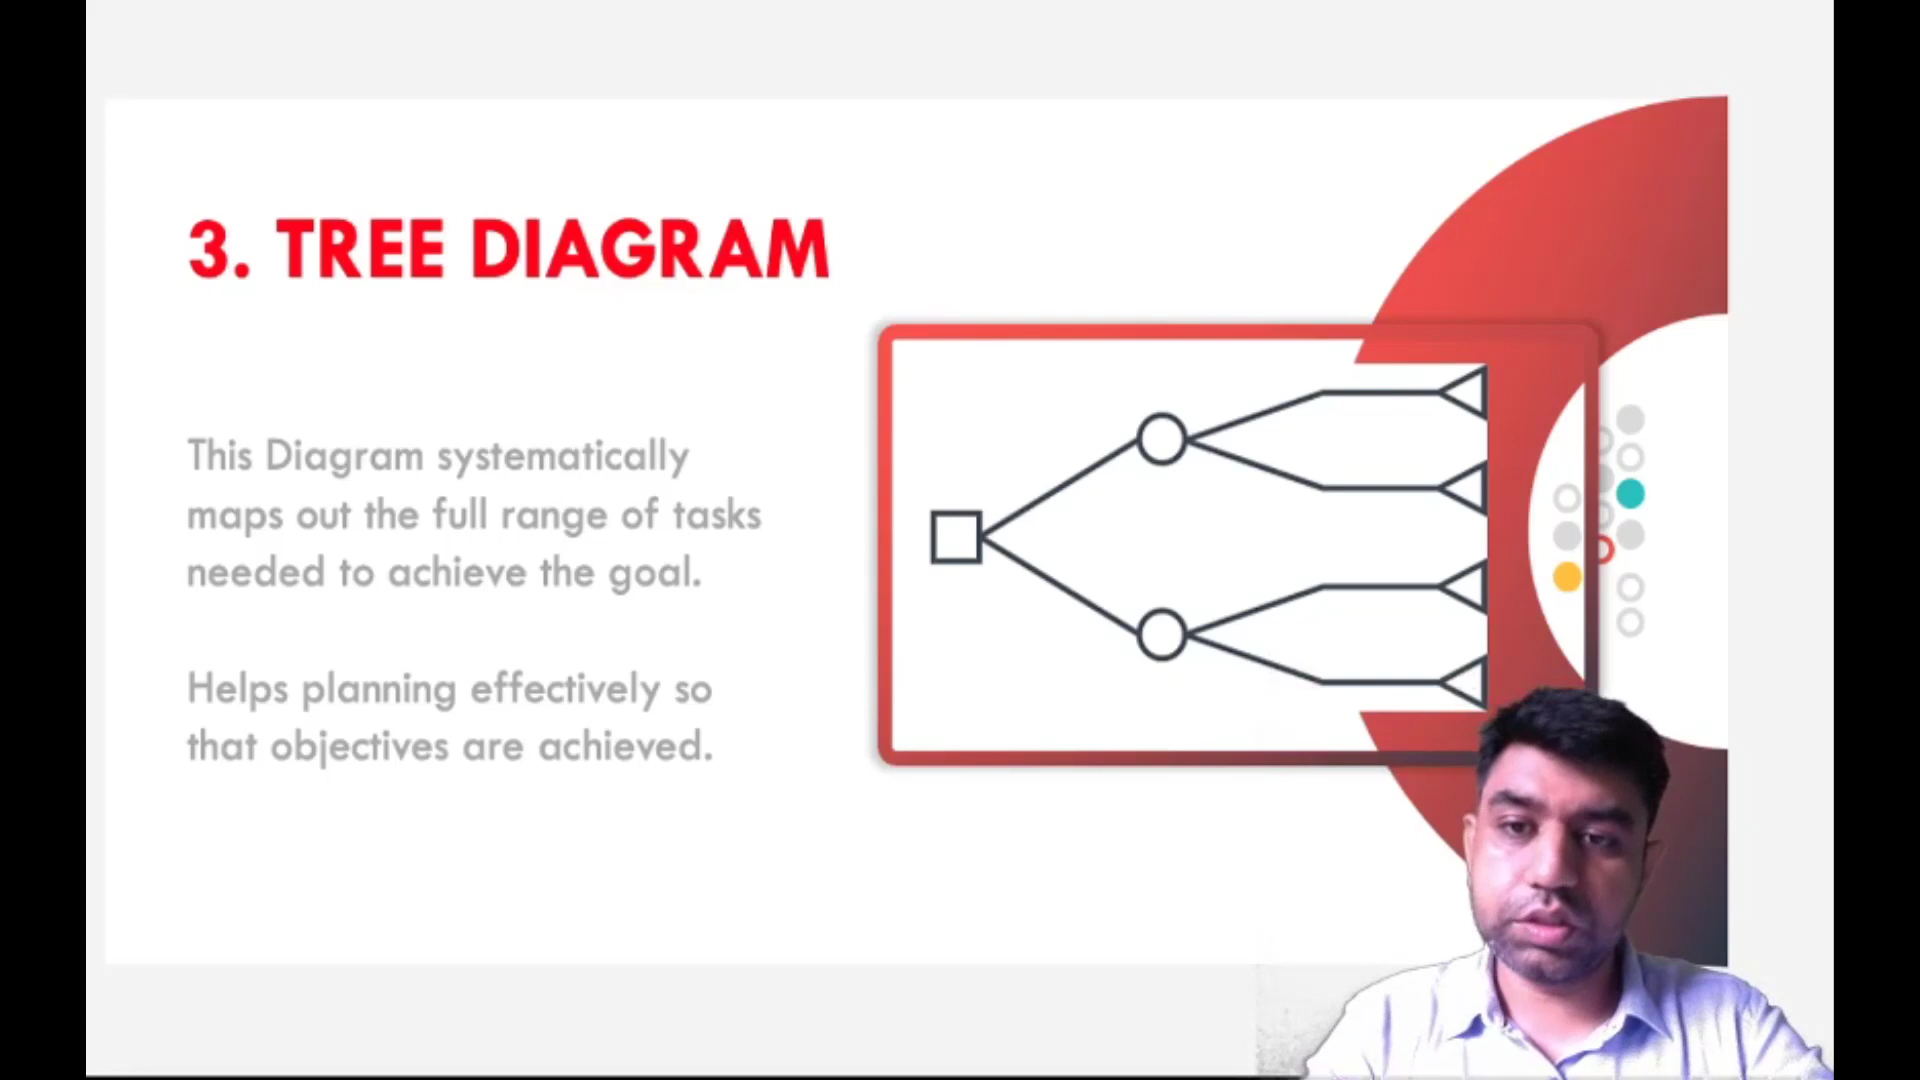 3. TREE DIAGRAM
This Diagram systematically
maps out the full range of tasks
needed to achieve the goal.
Helps planning effectively so
that objectives are achieved.